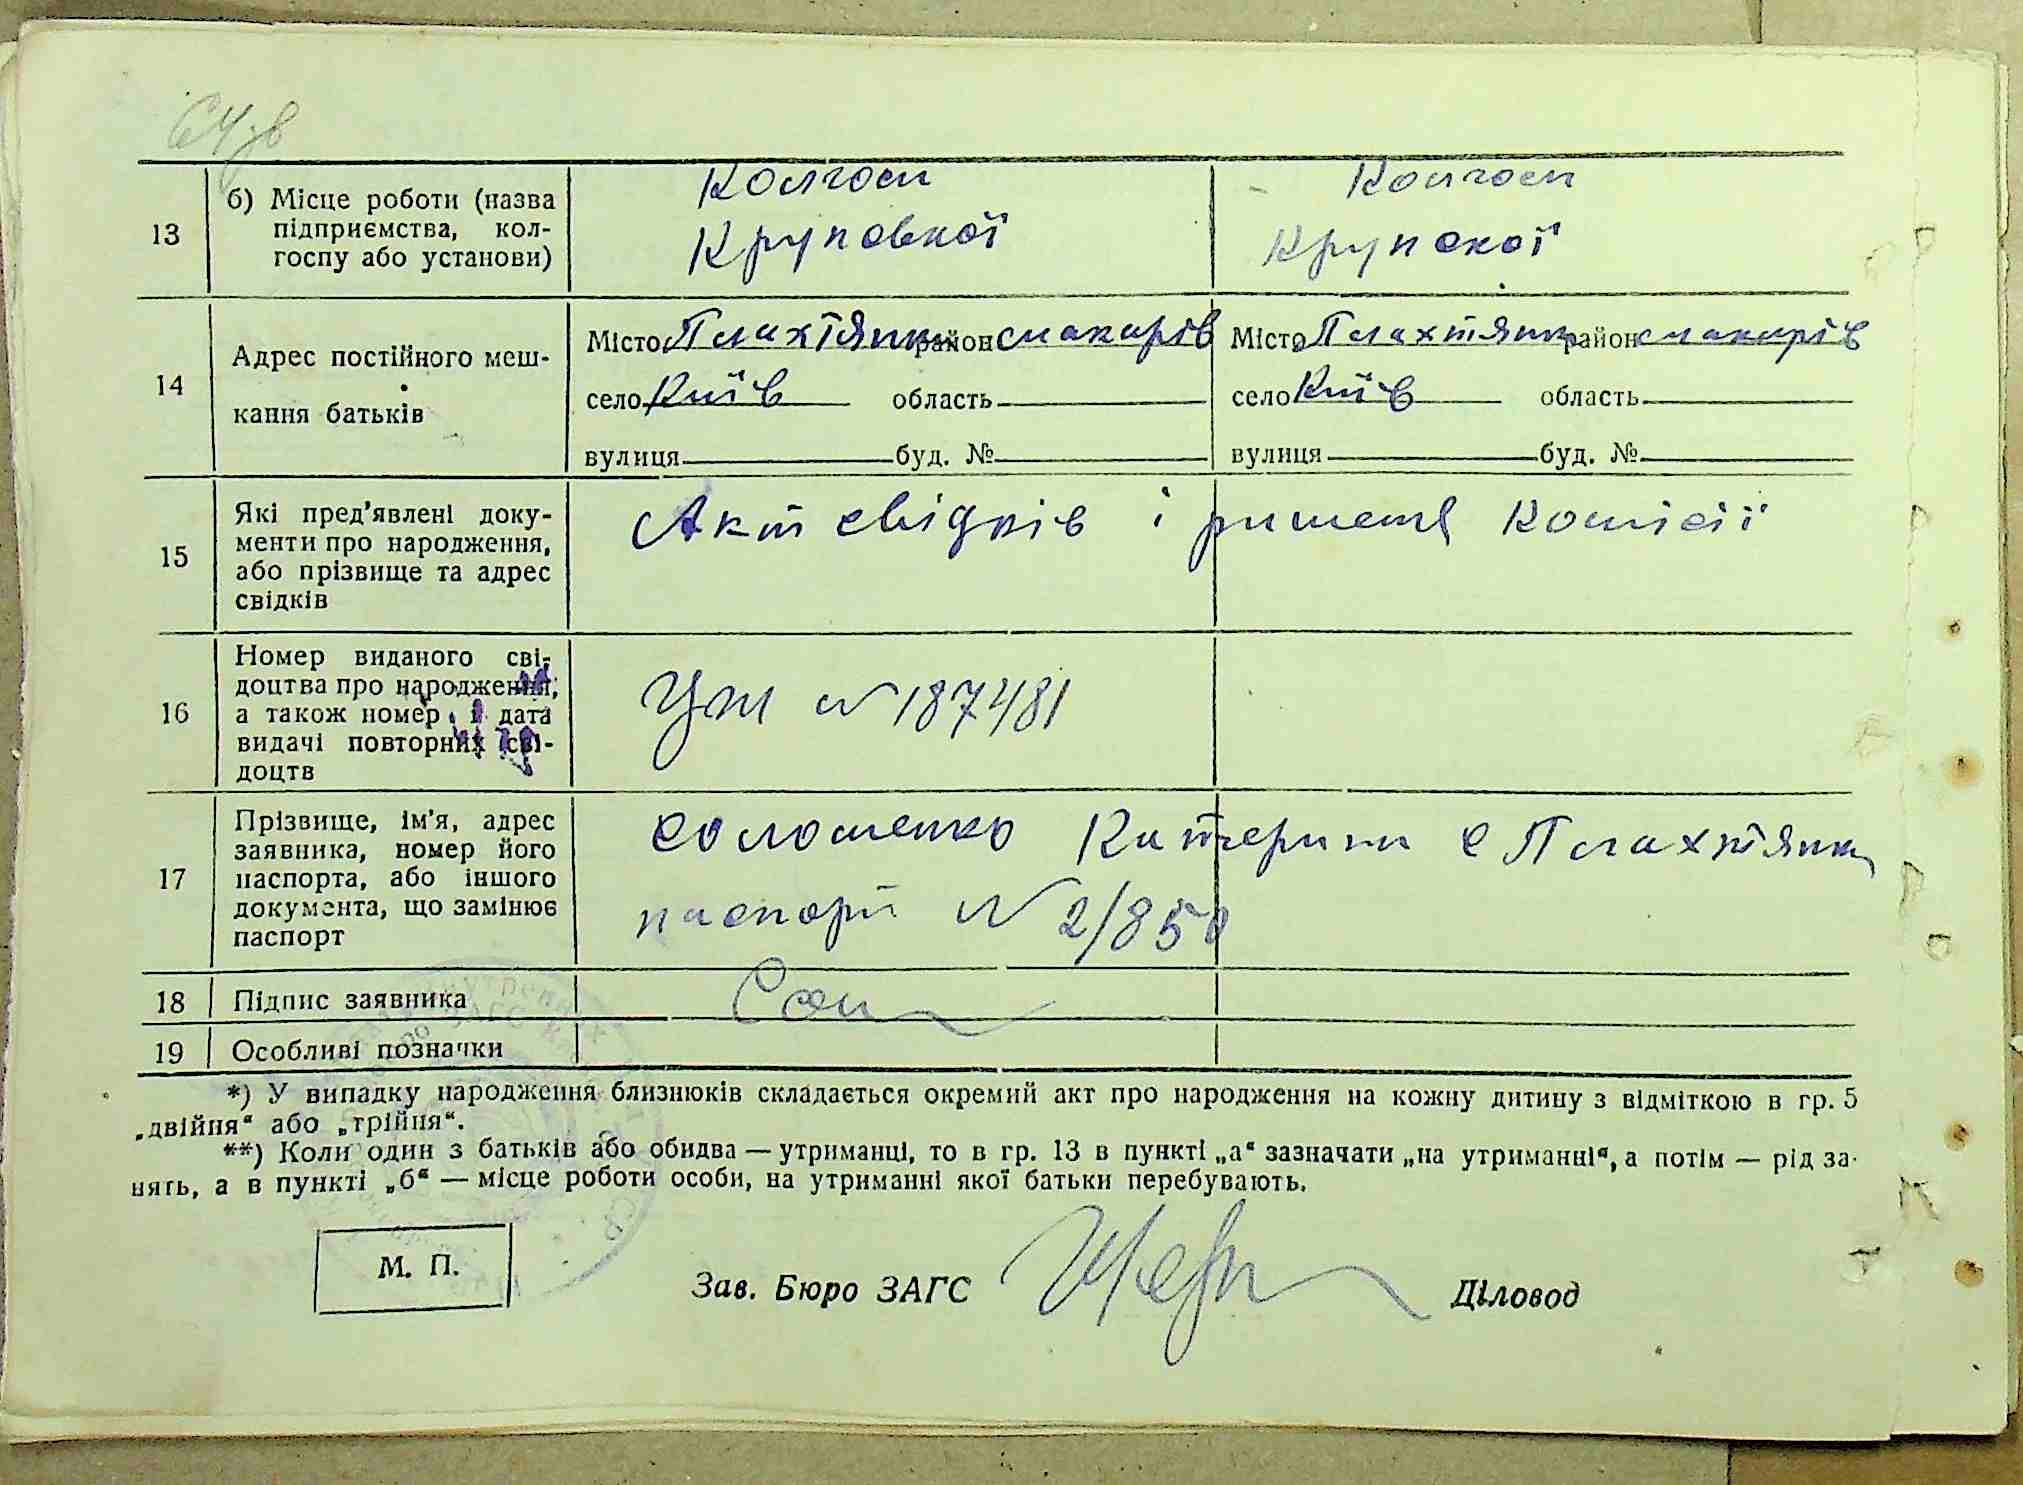 64 зв
13 б) Місце роботи (назва підприємства, колгоспу або установи) Колгосп Круповкої Колгосп Крупскої
14 Адрес постійного мешкання батьків
Місто Плахтянка район Макарів Місто Плахтянка район Макарів
село Київ область село Київ область
вулиця буд. № вулиця буд. №
15 Які пред'явлені документи про народження, або прізвище та адрес свідків Акт свідків і ришеня комісії
16 Номер виданого свідоцтва про народження, а також номер і дата видачі повторних свідоцтв № 187481
17 Прізвище, ім'я, адрес заявника, номер його паспорта, або іншого документа, що замінює паспорт
Соломенко Катерина с Плахтянка
паспорт № 2/850
18 Підпис заявника
19 Особливі позначки
*) У випадку народження близнюків складається окремий акт про народження на кожну дитину з відміткою в гр. 5
„двійня“ або „трійня“.
**) Коли один з батьків або обидва — утриманці, то в гр. 13 в пункті „а“ зазначати „на утриманні“, а потім — рід за-
нять, а в пункті „б“ — місце роботи особи, на утриманні якої батьки перебувають.
М. П. Зав. Бюро ЗАГС Діловод